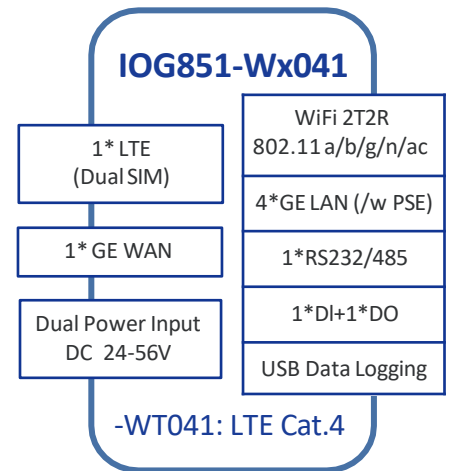 IOG851-Wx041
1* LTE
(Dual SIM)
1* GE WAN
Dual Power Input
DC 24-56V
WiFi 2T2R
802.11 a/b/g/n/ac
4*GE LAN (/w PSE)
1*RS232/485
1*DI+1*DO
USB Data Logging
-WT041: LTE Cat.4